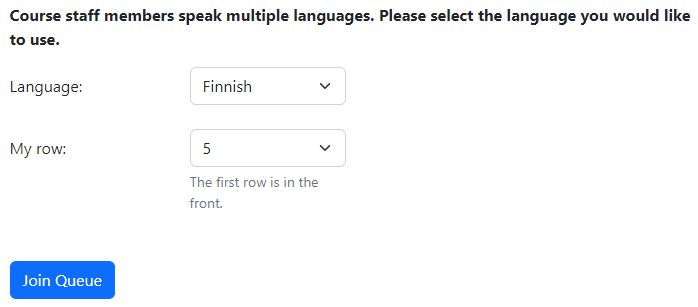 Course staff members speak multiple languages. Please select the language you would like
to use.
Language:
Finnish
My row:
5
The first row is in the
front.
Join Queue